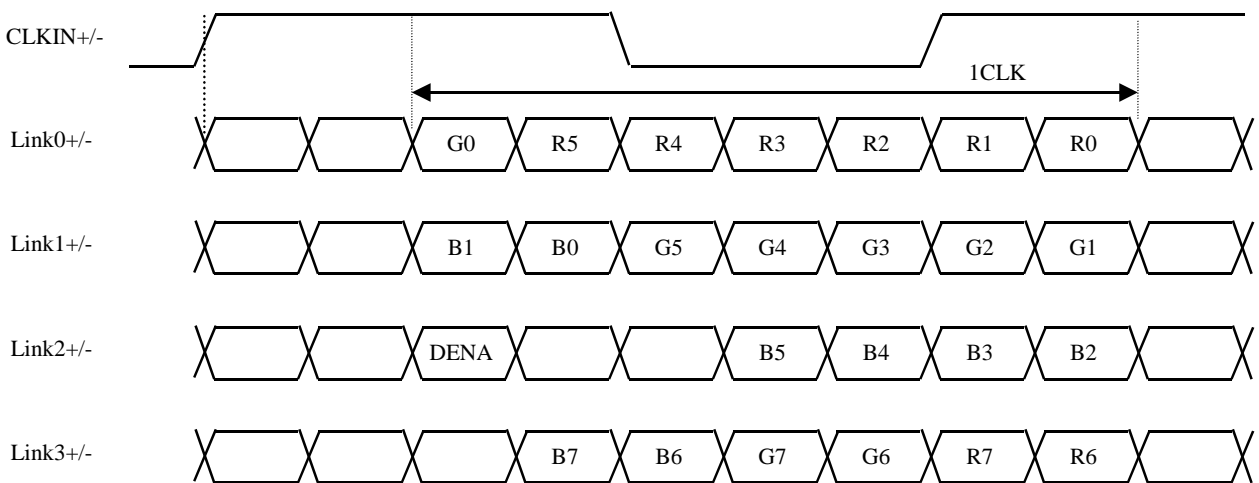 CLKIN+/-
1CLK
Link0+/- G0 R5 R4 R3 R2 R1 R0
Link1+/- B1 B0 G5 G4 G3 G2 G1
Link2+/- DENA B5 B4 B3 B2
Link3+/- B7 B6 G7 G6 R7 R6